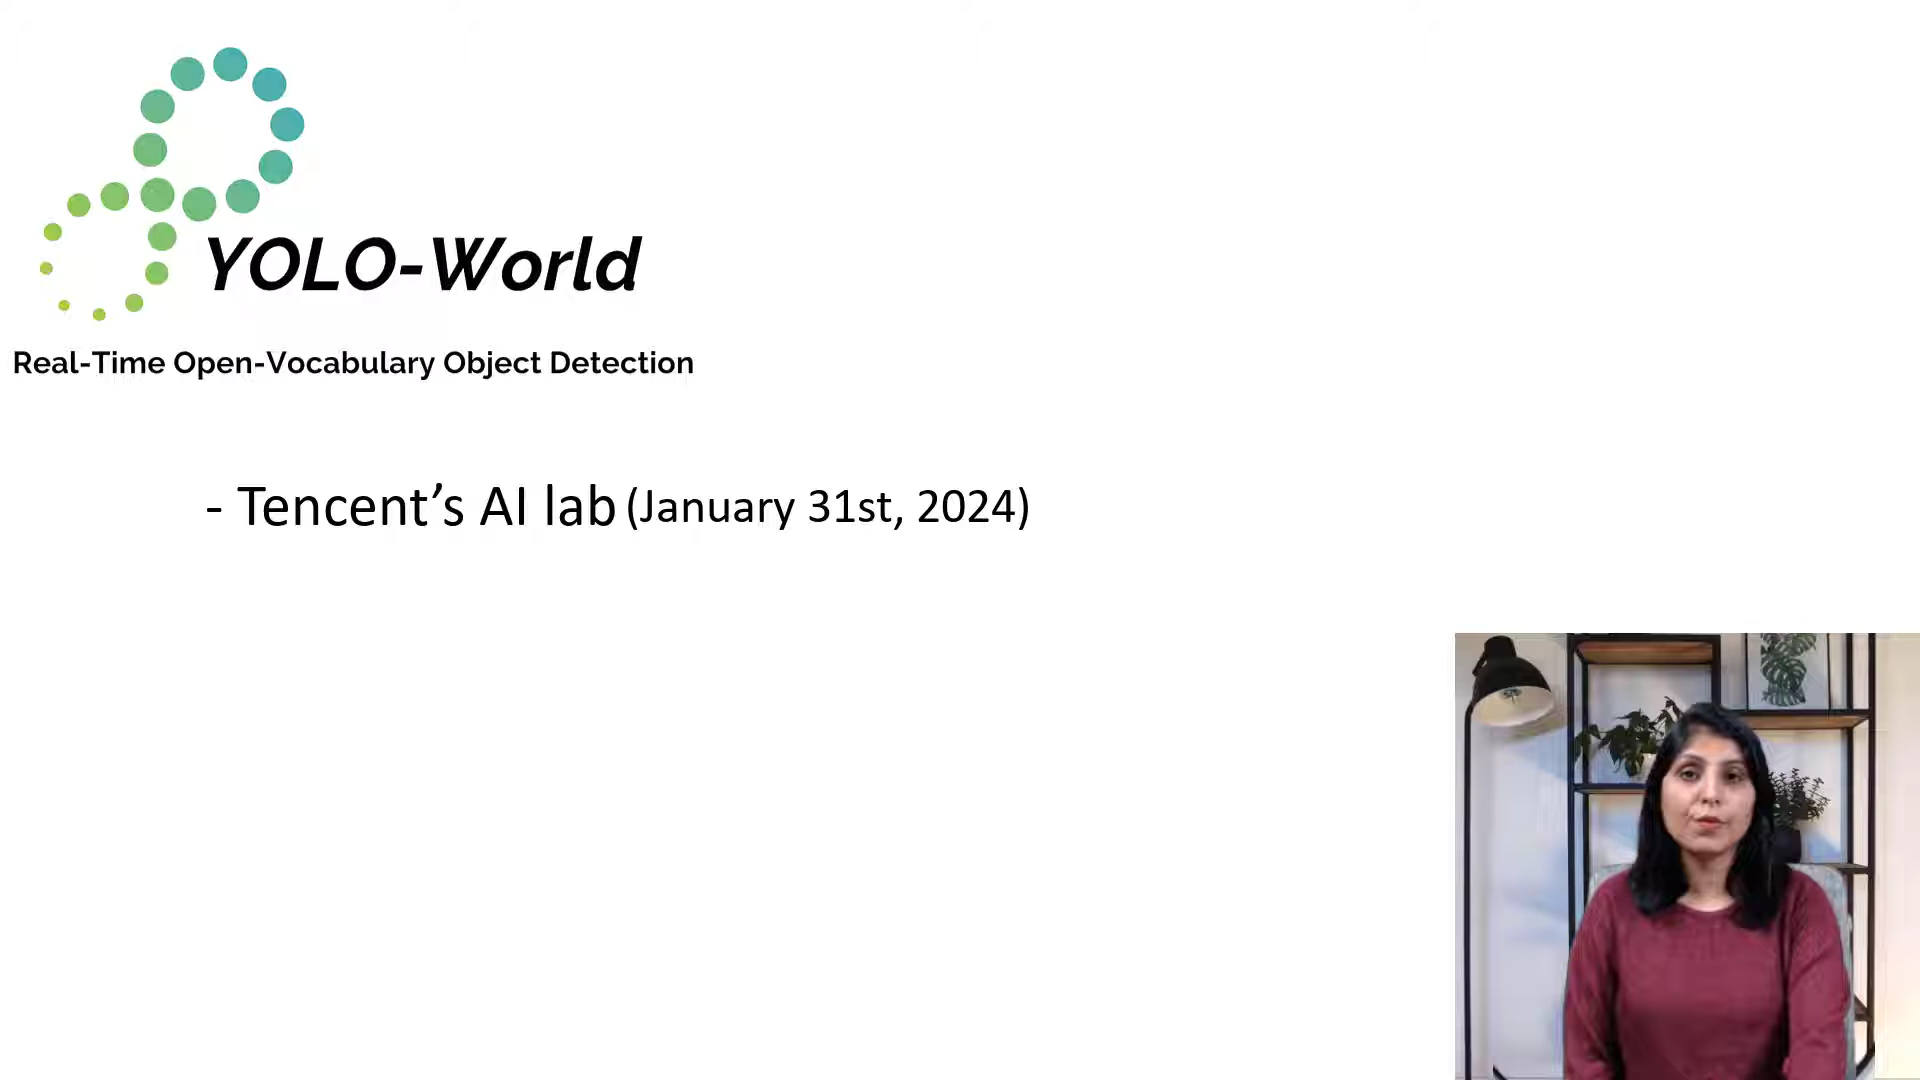 YOLO-World
Real-Time Open-Vocabulary Object Detection
- Tencent’s AI lab (January 31st, 2024)